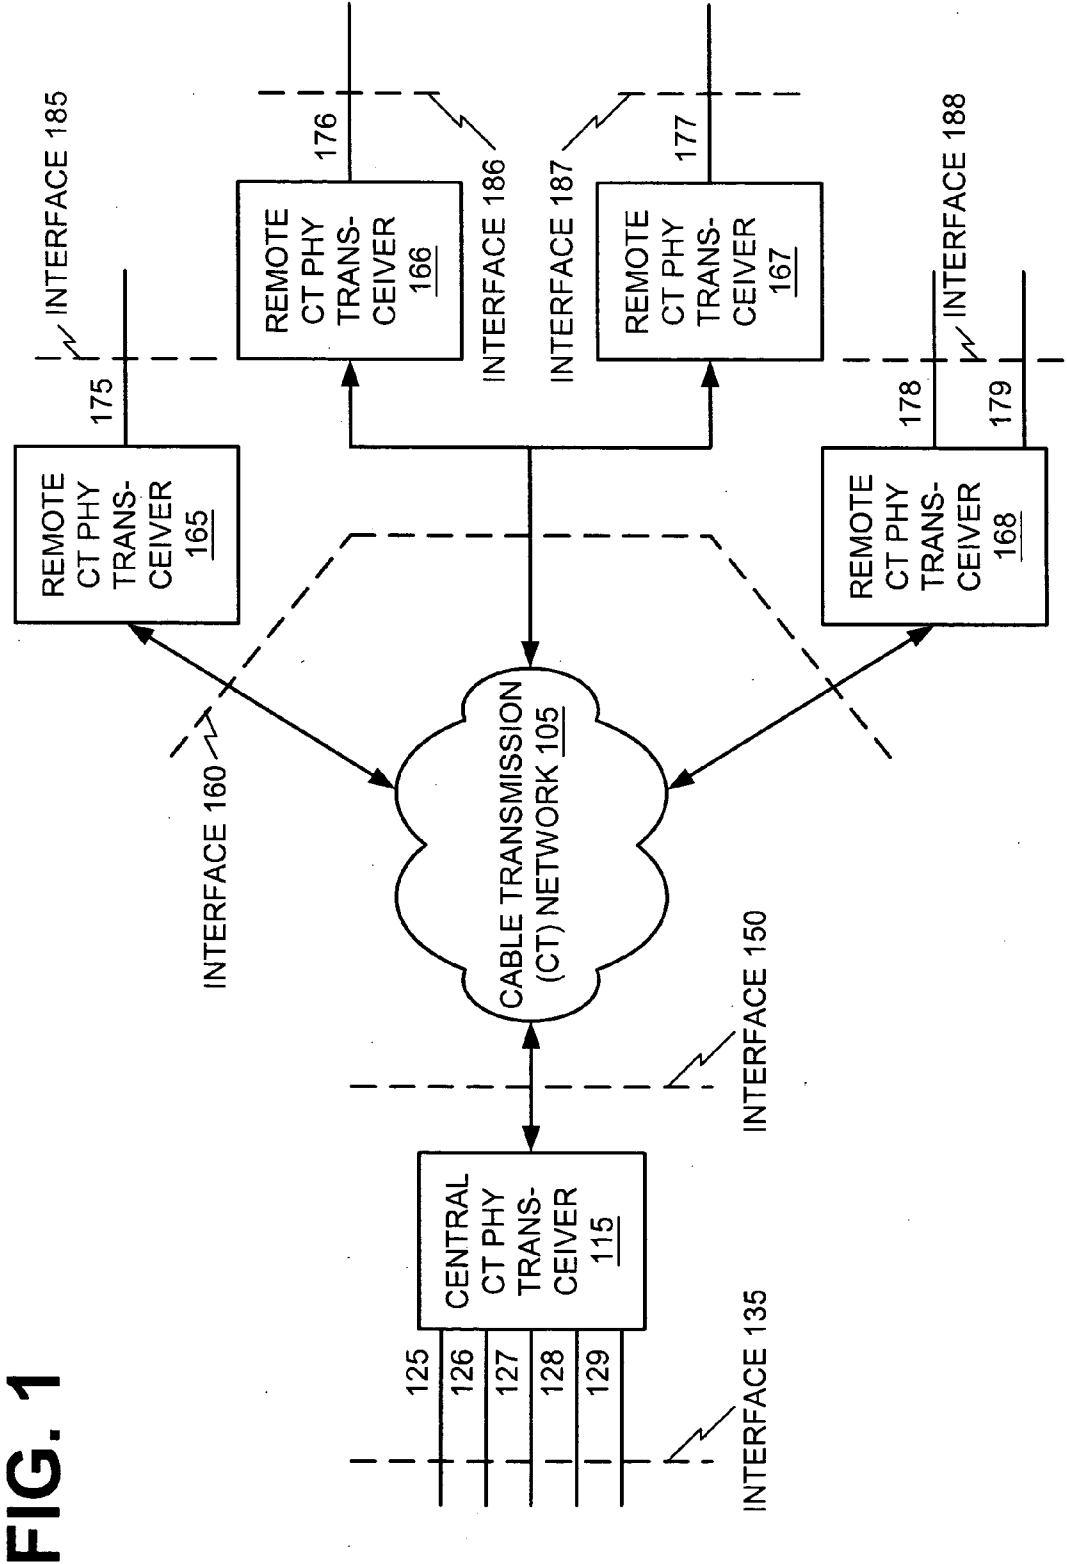 FIG. 1
125
126
127
128
129
INTERFACE 135
CENTRAL
CT PHY
TRANS-
CEIVER
115
INTERFACE 150
CABLE TRANSMISSION
(CT) NETWORK 105
INTERFACE 160
REMOTE
CT PHY
TRANS-
CEIVER
165
175
INTERFACE 185
REMOTE
CT PHY
TRANS-
CEIVER
166
176
INTERFACE 186
INTERFACE 187
REMOTE
CT PHY
TRANS-
CEIVER
167
177
REMOTE
CT PHY
TRANS-
CEIVER
168
178
179
INTERFACE 188